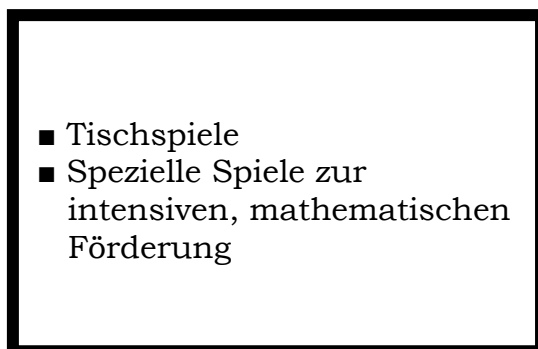 ■ Tischspiele
■ Spezielle Spiele zur
intensiven, mathematischen
Förderung